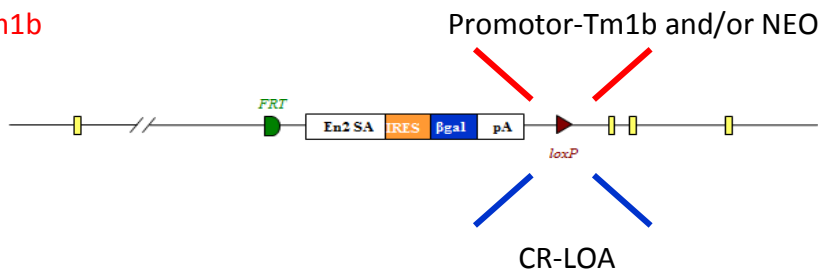 m1b
Promotor-Tm1b and/or NEO
FRT
En2 SA IRES βgal pA
loxP
CR-LOA